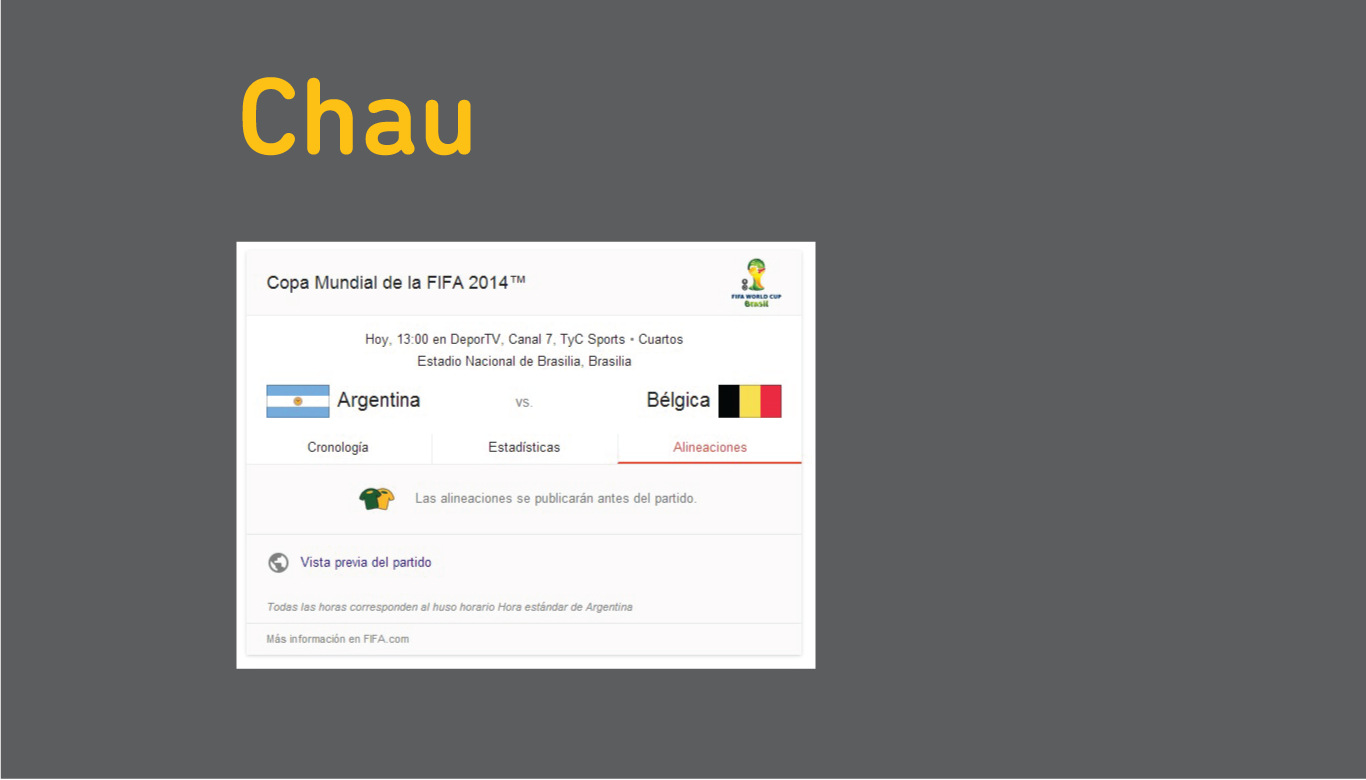 Chau
Copa Mundial de la FIFA 2014™
FIFA WORLD CUP
Brasil
Hoy, 13:00 en DeporTV, Canal 7, TyC Sports • Cuartos
Estadio Nacional de Brasilia, Brasilia
Argentina vs. Bélgica
Cronología Estadísticas Alineaciones
Las alineaciones se publicarán antes del partido.
Vista previa del partido
Todas las horas corresponden al huso horario Hora estándar de Argentina
Más información en FIFA.com